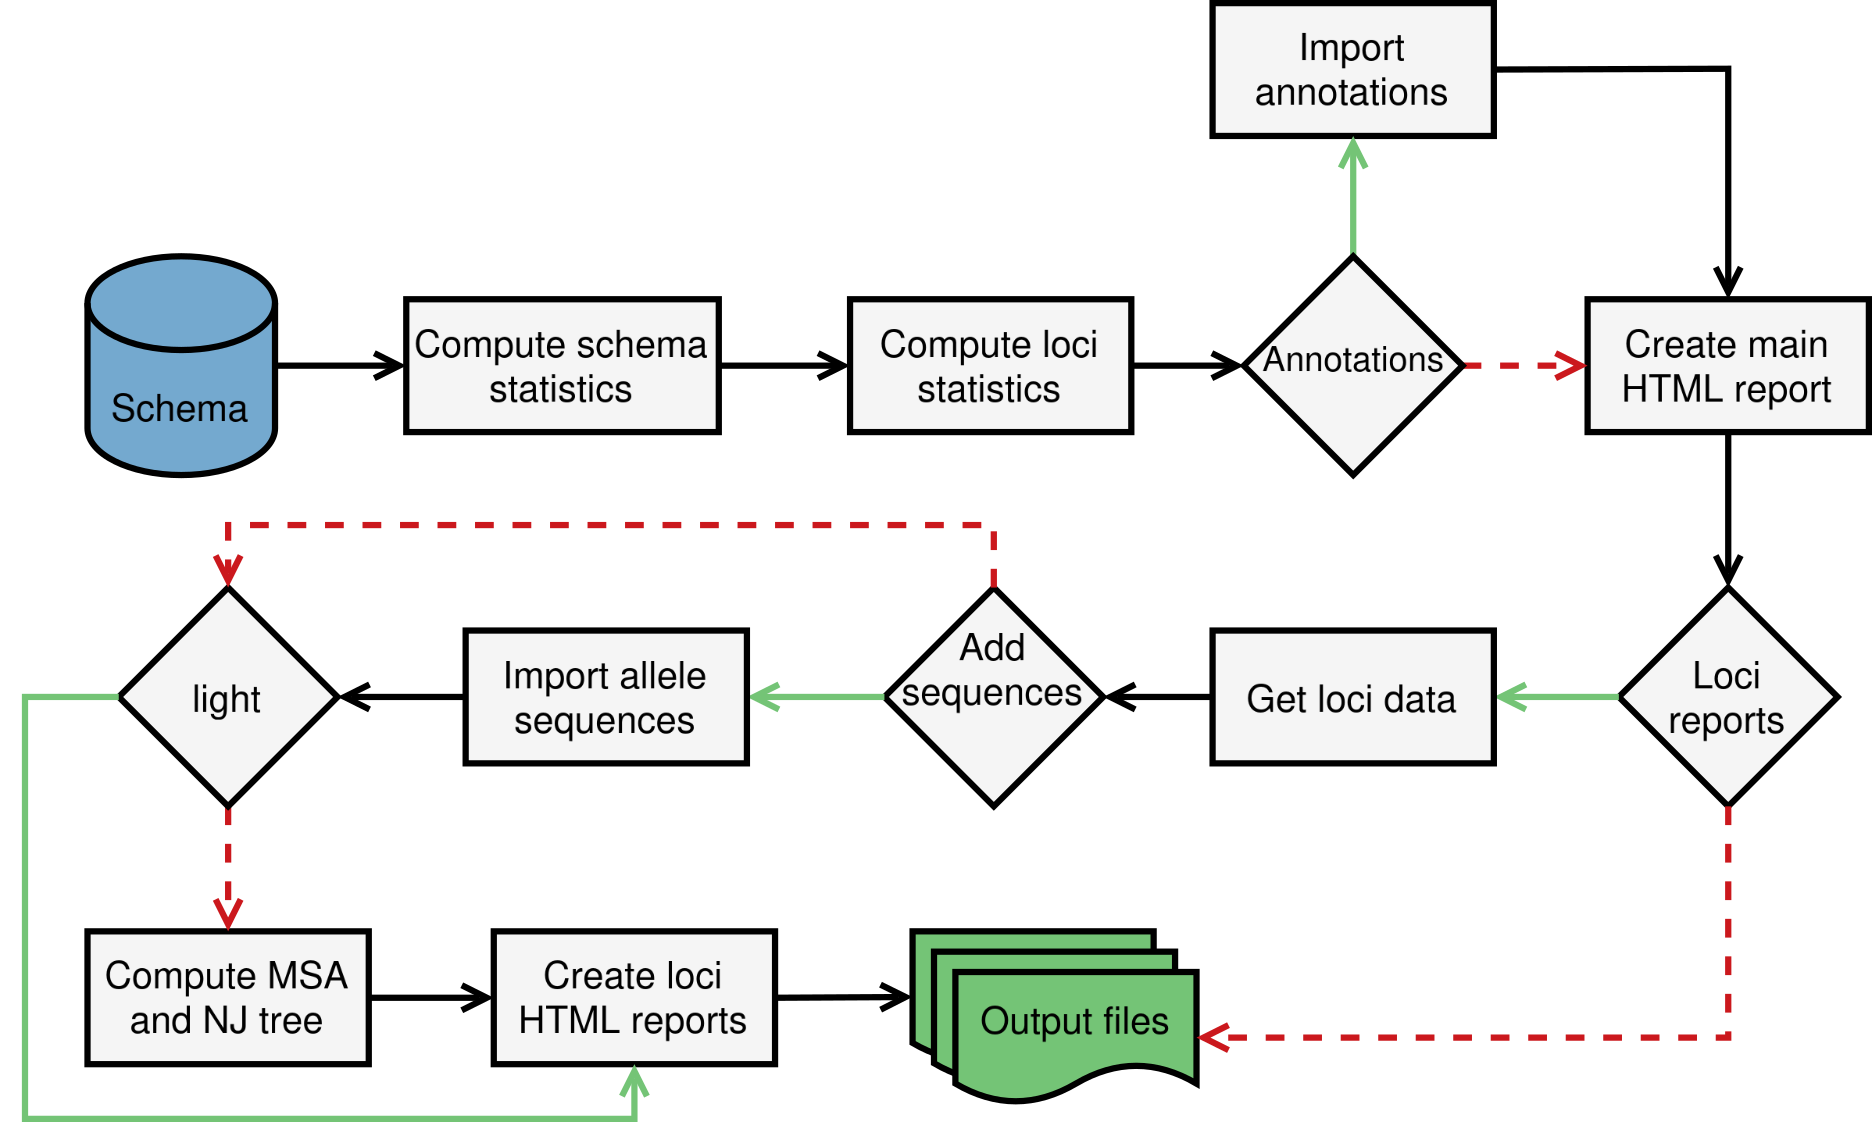 Import
annotations
Schema
Compute schema
statistics
Compute loci
statistics
Annotations
Create main
HTML report
light
Import allele
sequences
Add
sequences
Get loci data
Loci
reports
Compute MSA
and NJ tree
Create loci
HTML reports
Output files